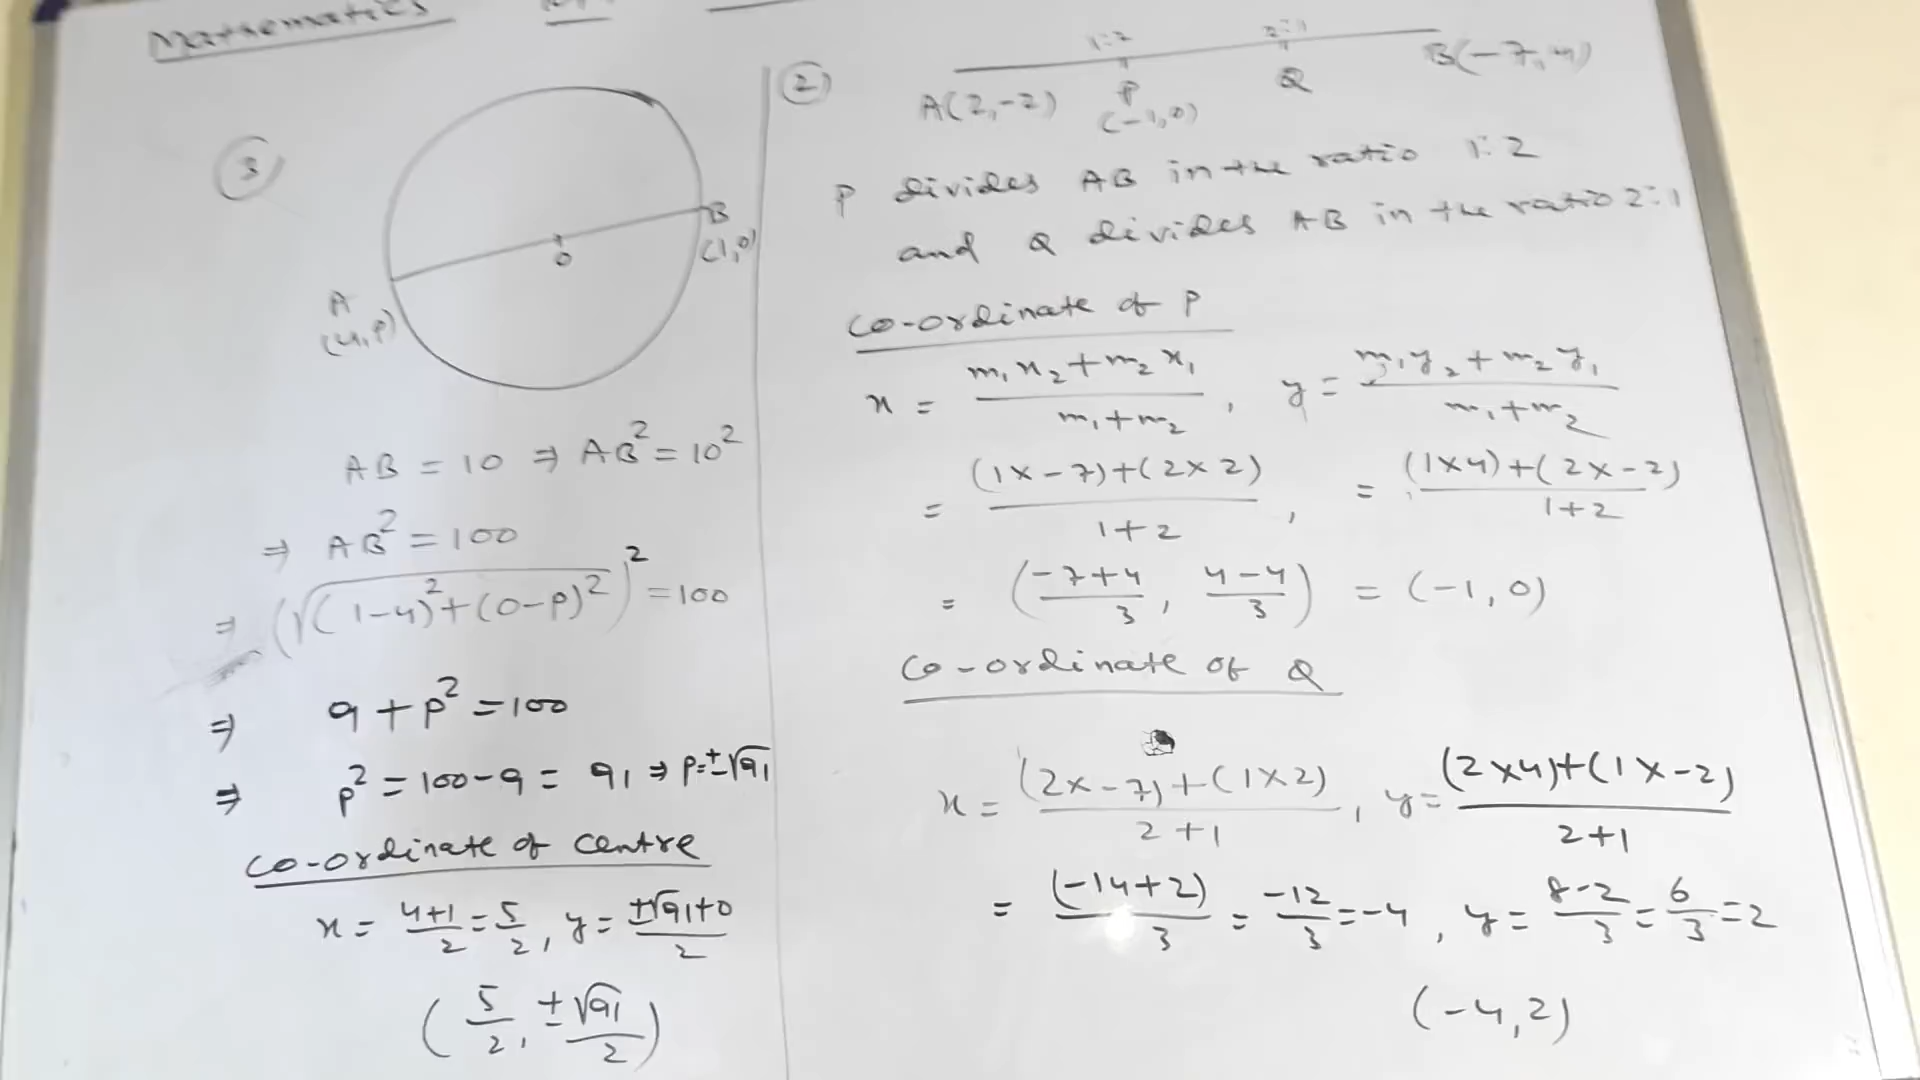 Mathematics
3
B
(1,0)
O
A
(4,P)
AB = 10 ⇒ AB² = 10²
⇒ AB² = 100
⇒ (√(1-4)²+(0-P)²)² = 100
⇒ 9 + P² = 100
⇒ P² = 100-9 = 91 ⇒ P=±√91
Co-ordinate of Centre
x = 4+1/2 = 5/2, y = ±√91+0/2
(5/2, ±√91/2)
2
1:2 2:1
A(2,-2) P Q B(-7,4)
(-1,0)
P divides AB in the ratio 1:2
and Q divides AB in the ratio 2:1
Co-ordinate of P
x = m₁x₂+m₂x₁/m₁+m₂, y = m₁y₂+m₂y₁/m₁+m₂
= (1×-7)+(2×2)/1+2, = (1×4)+(2×-2)/1+2
= (-7+4/3, 4-4/3) = (-1,0)
Co-ordinate of Q
x = (2×-7)+(1×2)/2+1, y = (2×4)+(1×-2)/2+1
= (-14+2)/3 = -12/3 = -4, y = 8-2/3 = 6/3 = 2
(-4,2)